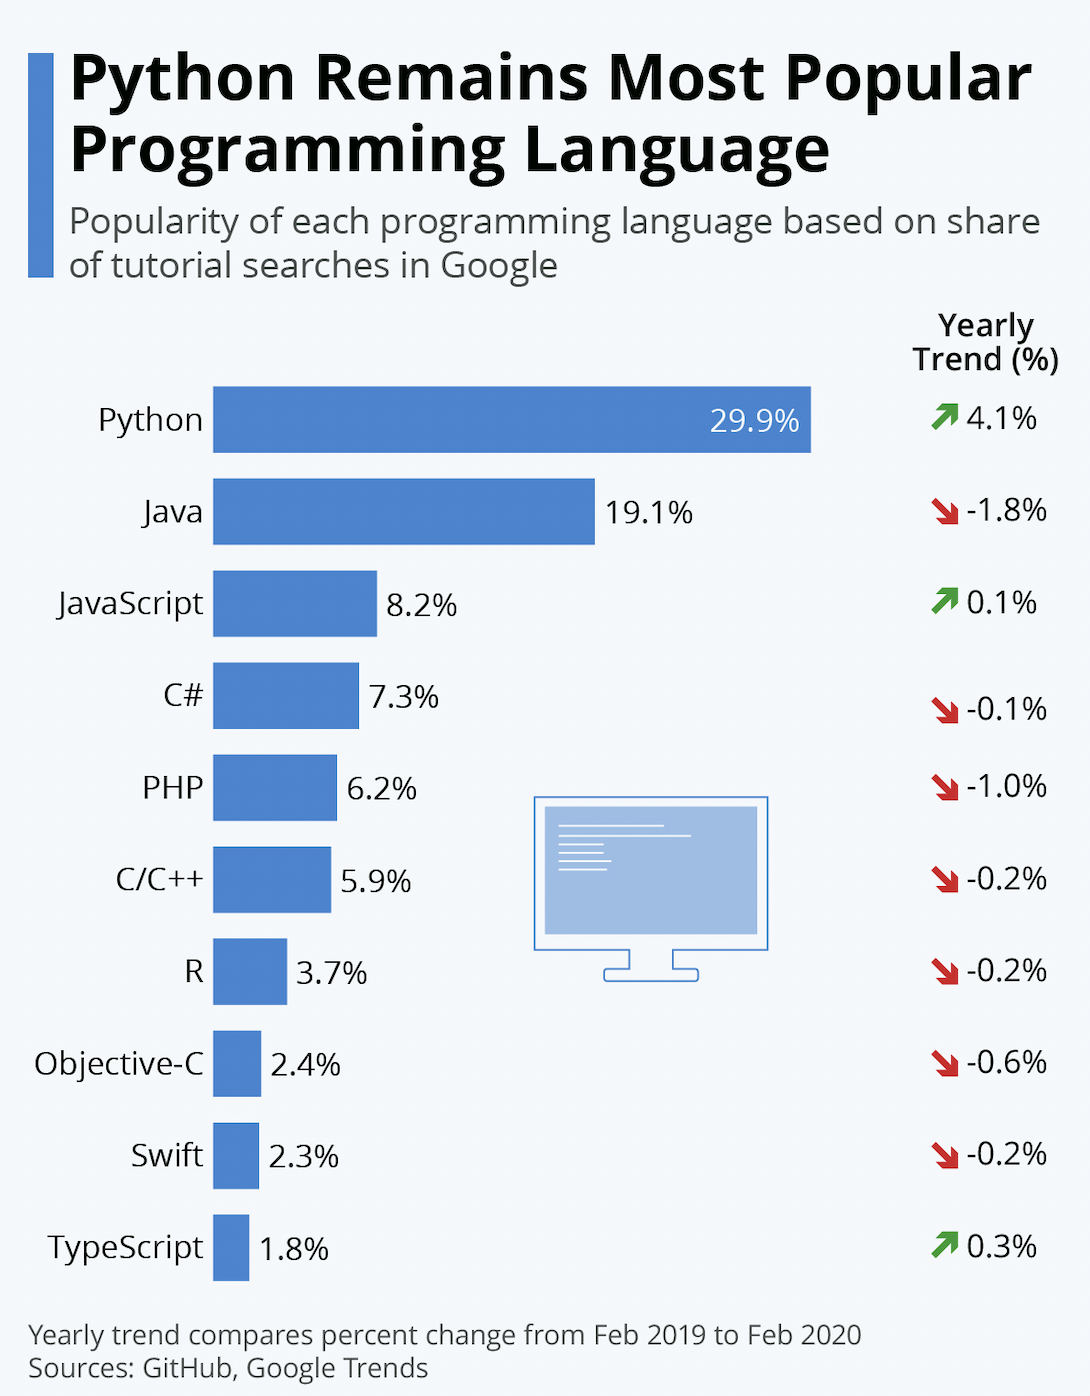 Python Remains Most Popular
Programming Language
Popularity of each programming language based on share
of tutorial searches in Google
Yearly
Trend (%)
Python 29.9% 4.1%
Java 19.1% -1.8%
JavaScript 8.2% 0.1%
C# 7.3% -0.1%
PHP 6.2% -1.0%
C/C++ 5.9% -0.2%
R 3.7% -0.2%
Objective-C 2.4% -0.6%
Swift 2.3% -0.2%
TypeScript 1.8% 0.3%
Yearly trend compares percent change from Feb 2019 to Feb 2020
Sources: GitHub, Google Trends